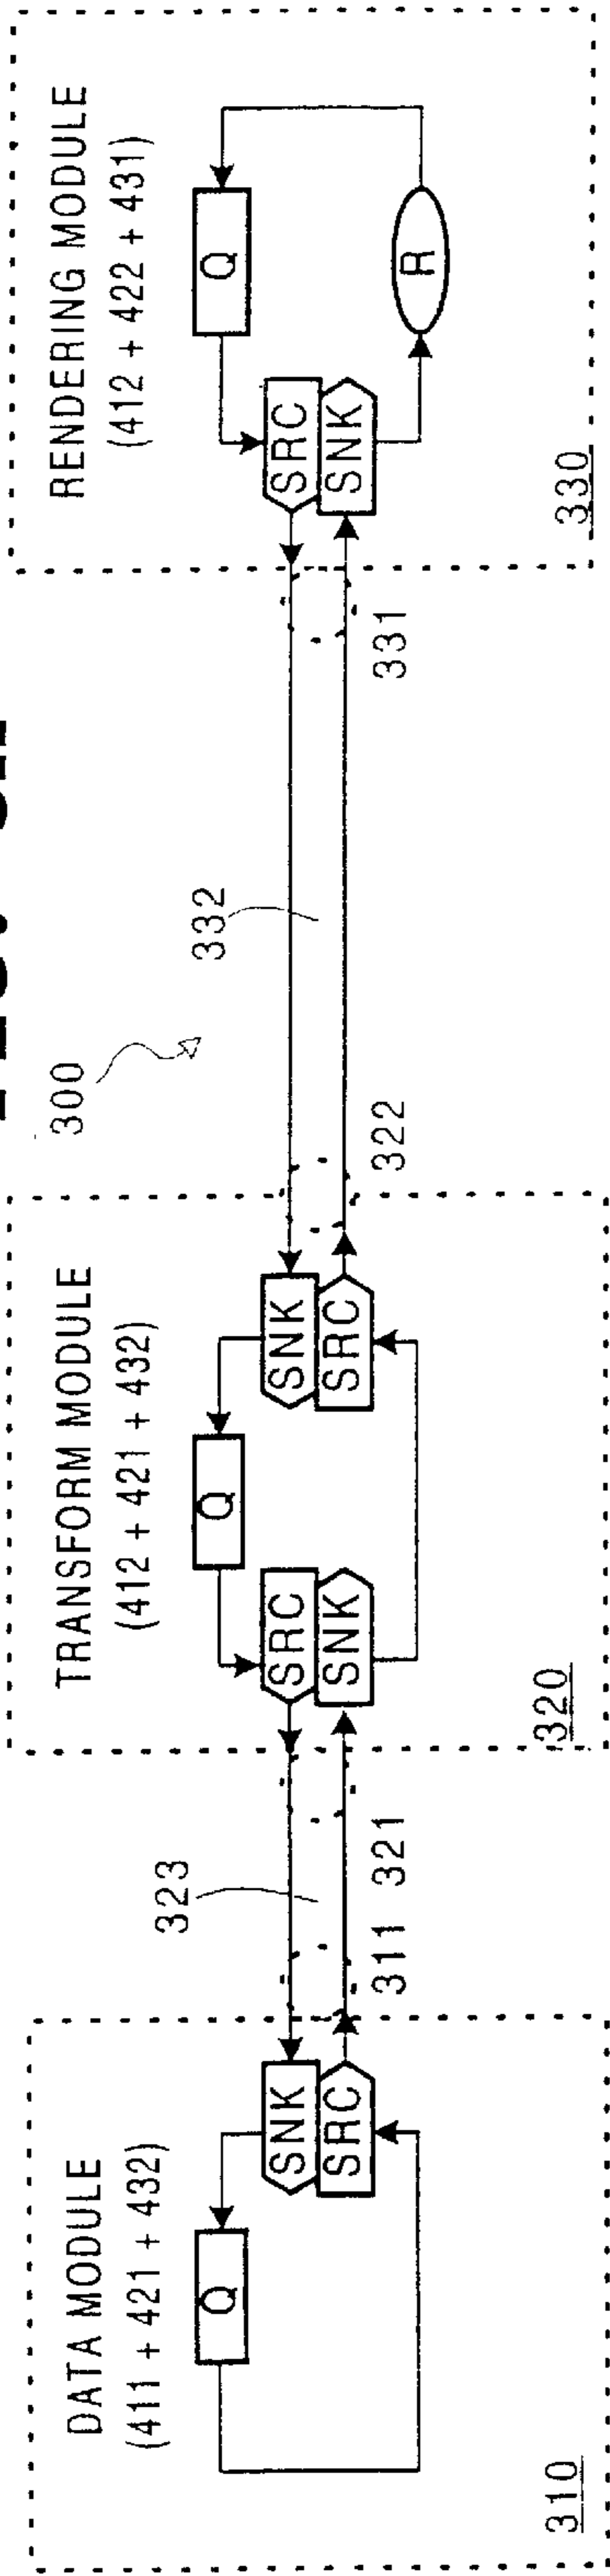 DATA MODULE
(411 + 421 + 432)
Q
SNK
SRC
310
323
311 321
TRANSFORM MODULE
(412 + 421 + 432)
Q
SRC
SNK
SNK
SRC
320
322
300
332
331
RENDERING MODULE
(412 + 422 + 431)
Q
SRC
SNK
R
330